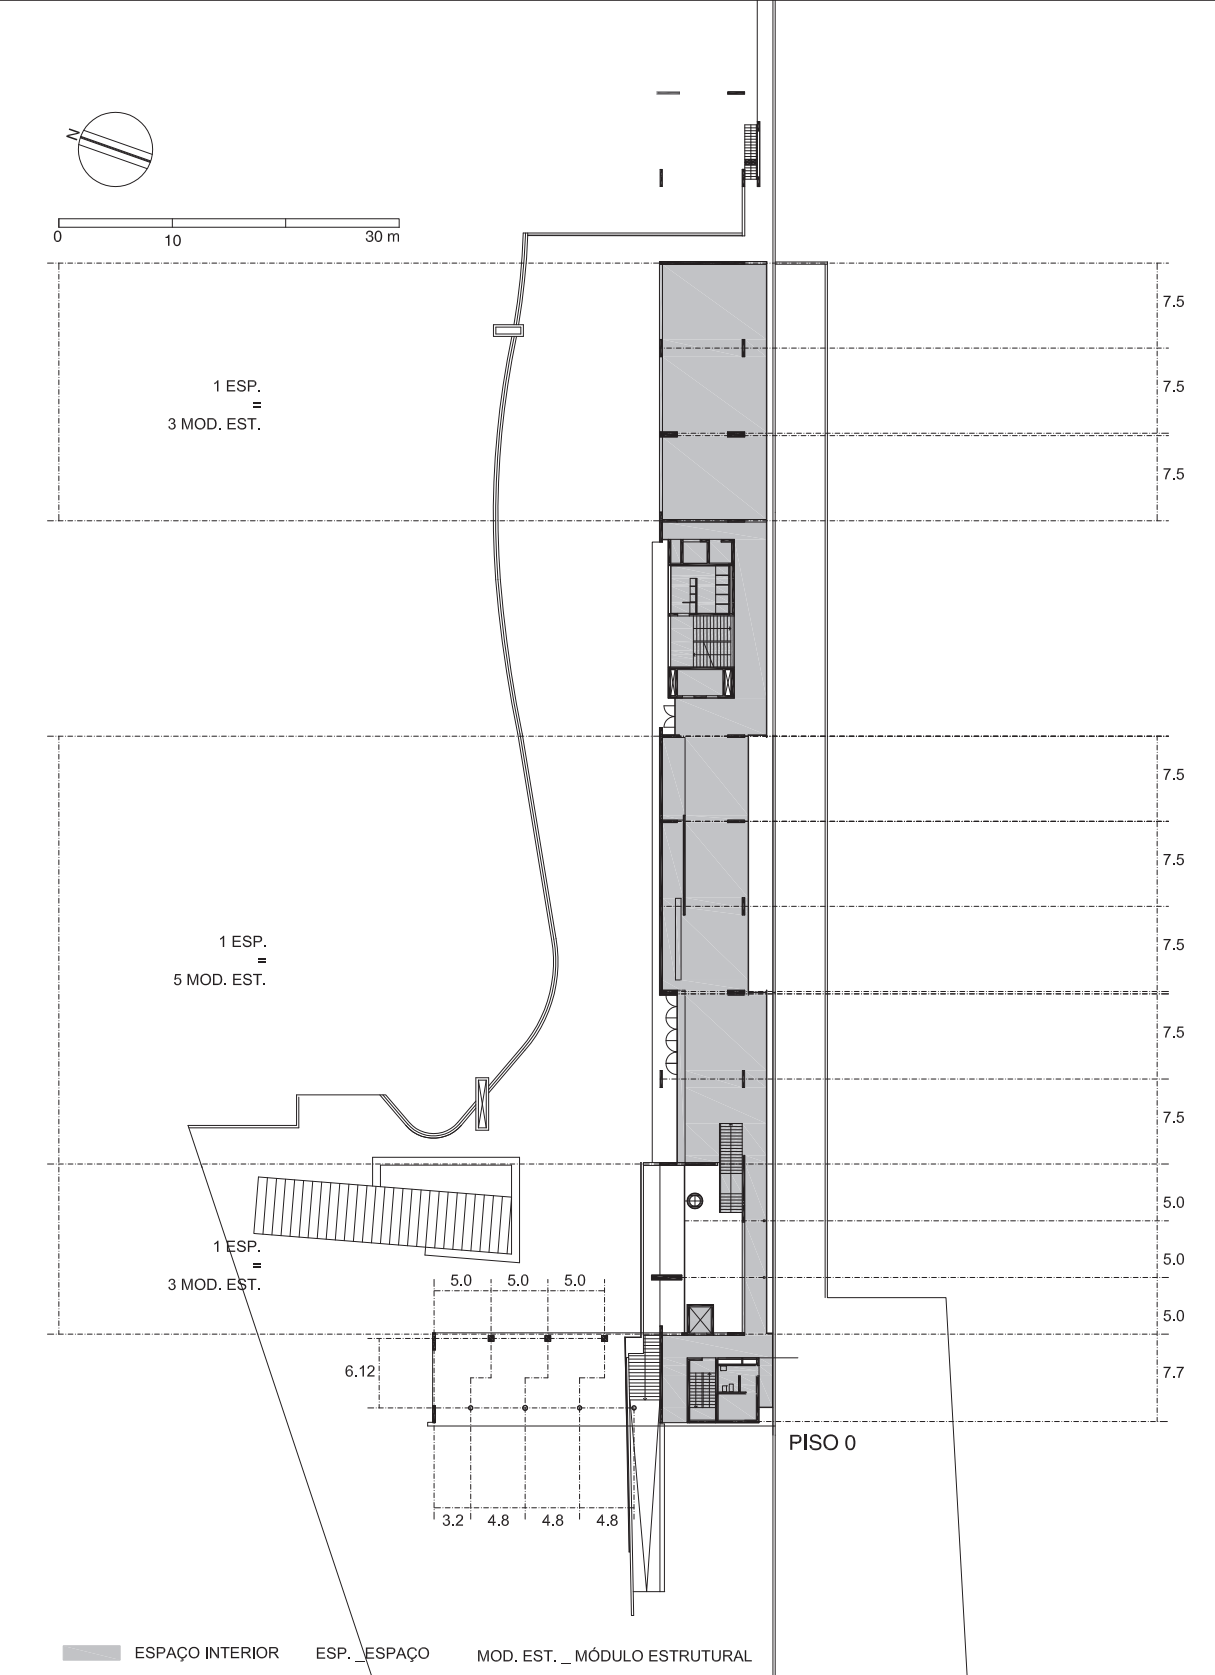 N
0 10 30 m
7.5
1 ESP.
=
3 MOD. EST.
7.5
7.5
7.5
7.5
1 ESP.
=
5 MOD. EST.
7.5
7.5
7.5
5.0
1 ESP.
=
3 MOD. EST.
5.0
5.0
5.0 5.0 5.0
6.12
7.7
PISO 0
3.2 4.8 4.8 4.8
ESPAÇO INTERIOR ESP. _ESPAÇO MOD. EST. _ MÓDULO ESTRUTURAL